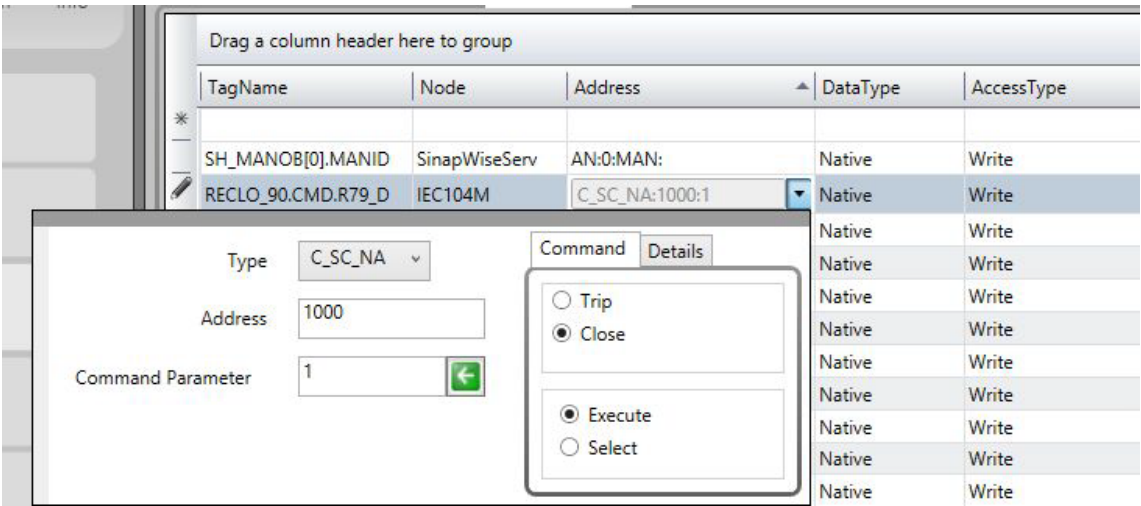 Drag a column header here to group
TagName Node Address DataType AccessType
SH_MANOB[0].MANID SinapWiseServ AN:0:MAN: Native Write
RECLO_90.CMD.R79_D IEC104M C_SC_NA:1000:1 Native Write
Native Write
Native Write
Native Write
Native Write
Native Write
Native Write
Native Write
Native Write
Native Write
Type C_SC_NA
Address 1000
Command Parameter 1
Command Details
Trip
Close
Execute
Select